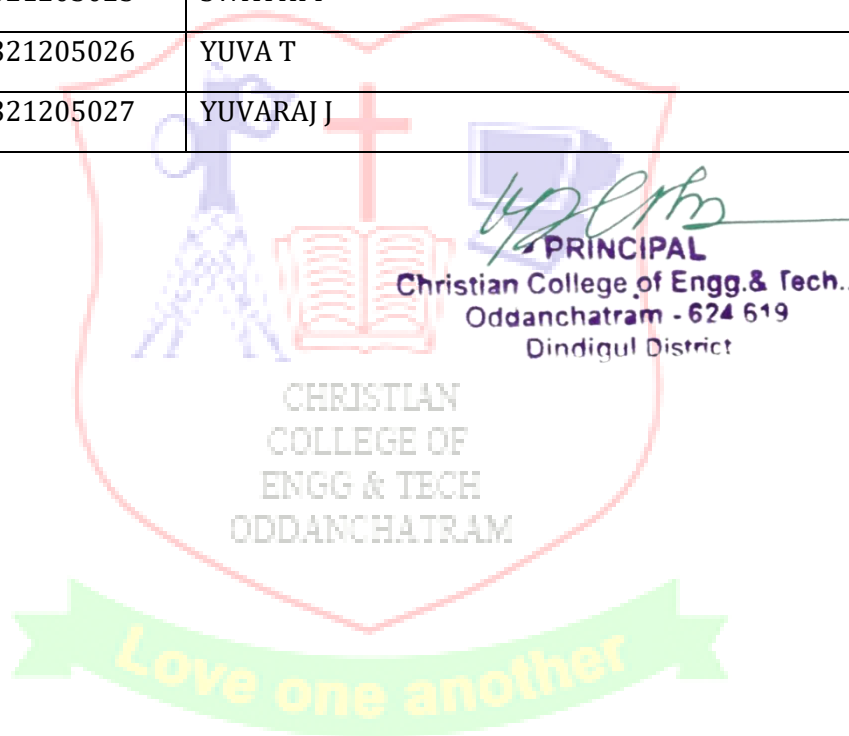 321205026 YUVA T
321205027 YUVARAJ J
PRINCIPAL
Christian College of Engg.& Tech.
Oddanchatram - 624 619
Dindigul District
CHRISTIAN
COLLEGE OF
ENGG & TECH
ODDANCHATRAM
Love one another